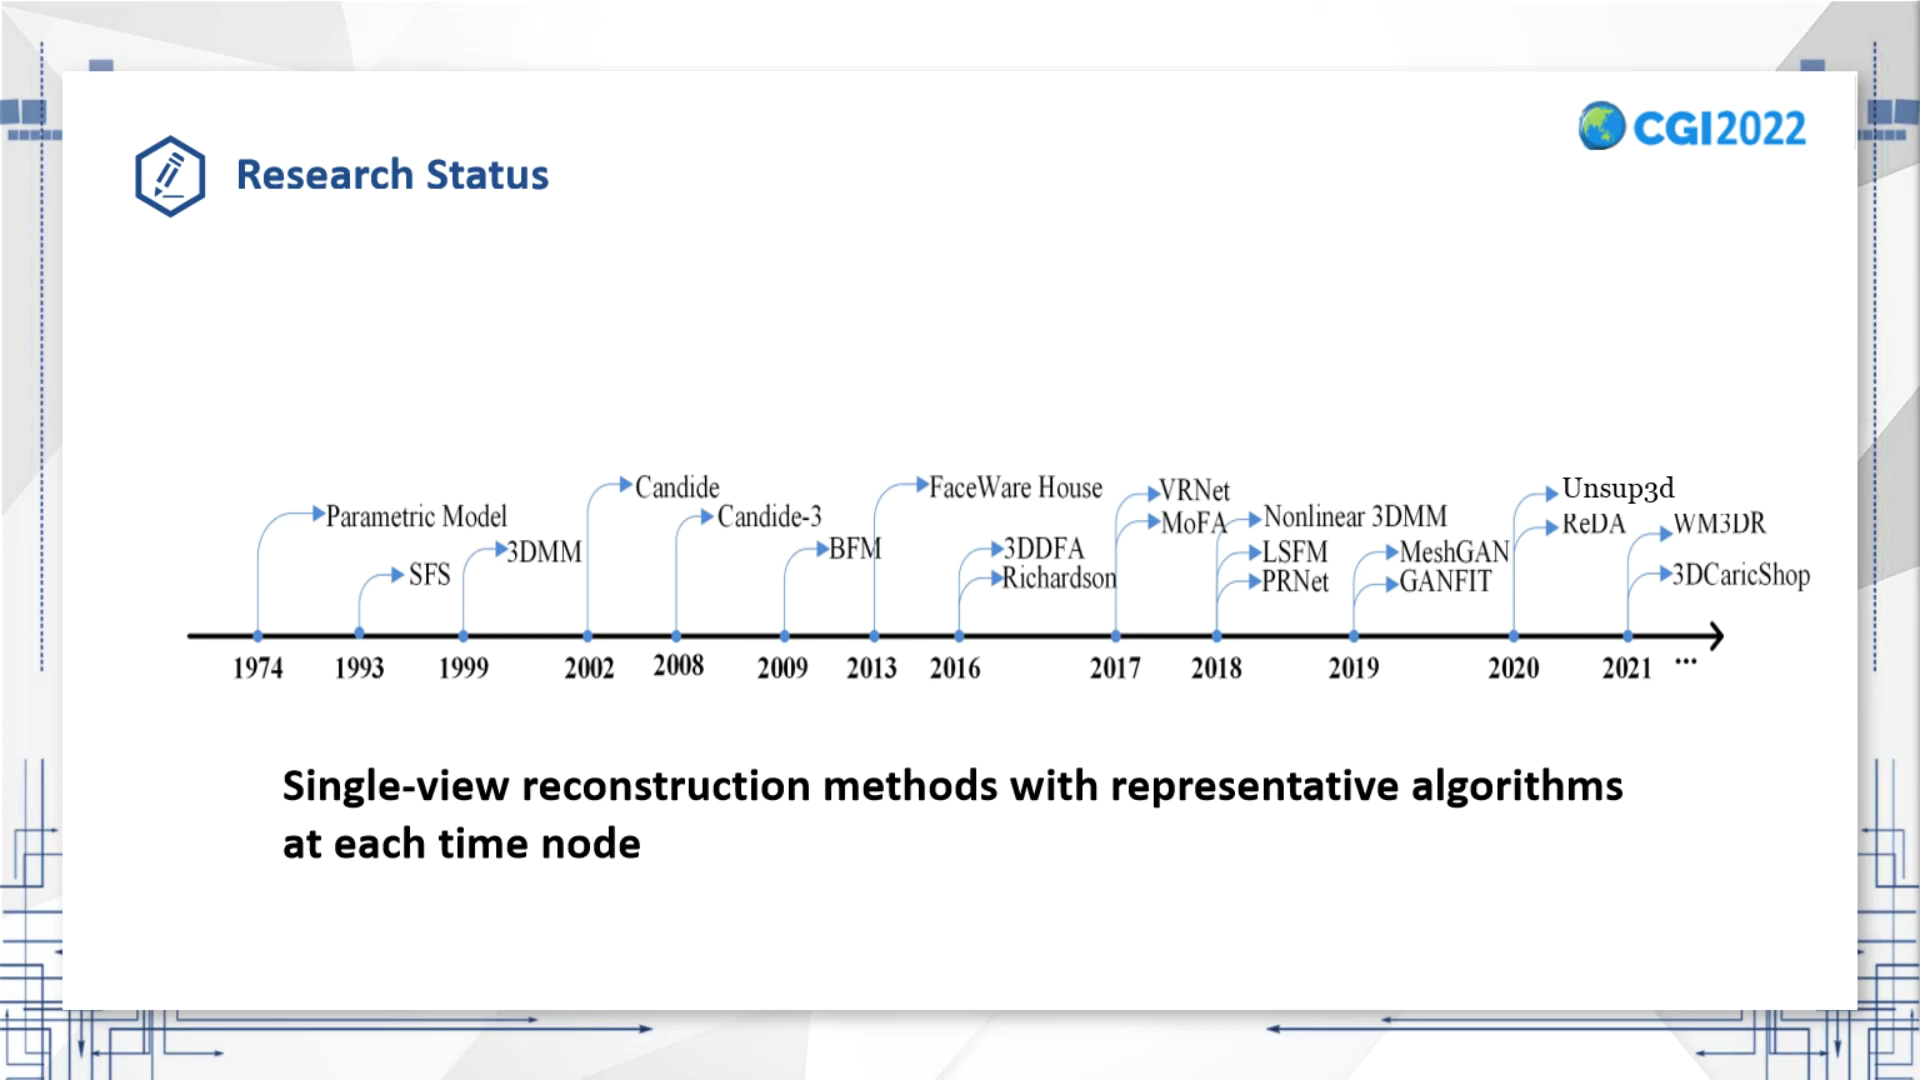 CGI2022
Research Status
Parametric Model
SFS
3DMM
Candide
Candide-3
BFM
FaceWare House
3DDFA
Richardson
VRNet
MoFA
Nonlinear 3DMM
LSFM
PRNet
MeshGAN
GANFIT
Unsup3d
ReDA
WM3DR
3DCaricShop
1974 1993 1999 2002 2008 2009 2013 2016 2017 2018 2019 2020 2021 ...
Single-view reconstruction methods with representative algorithms
at each time node